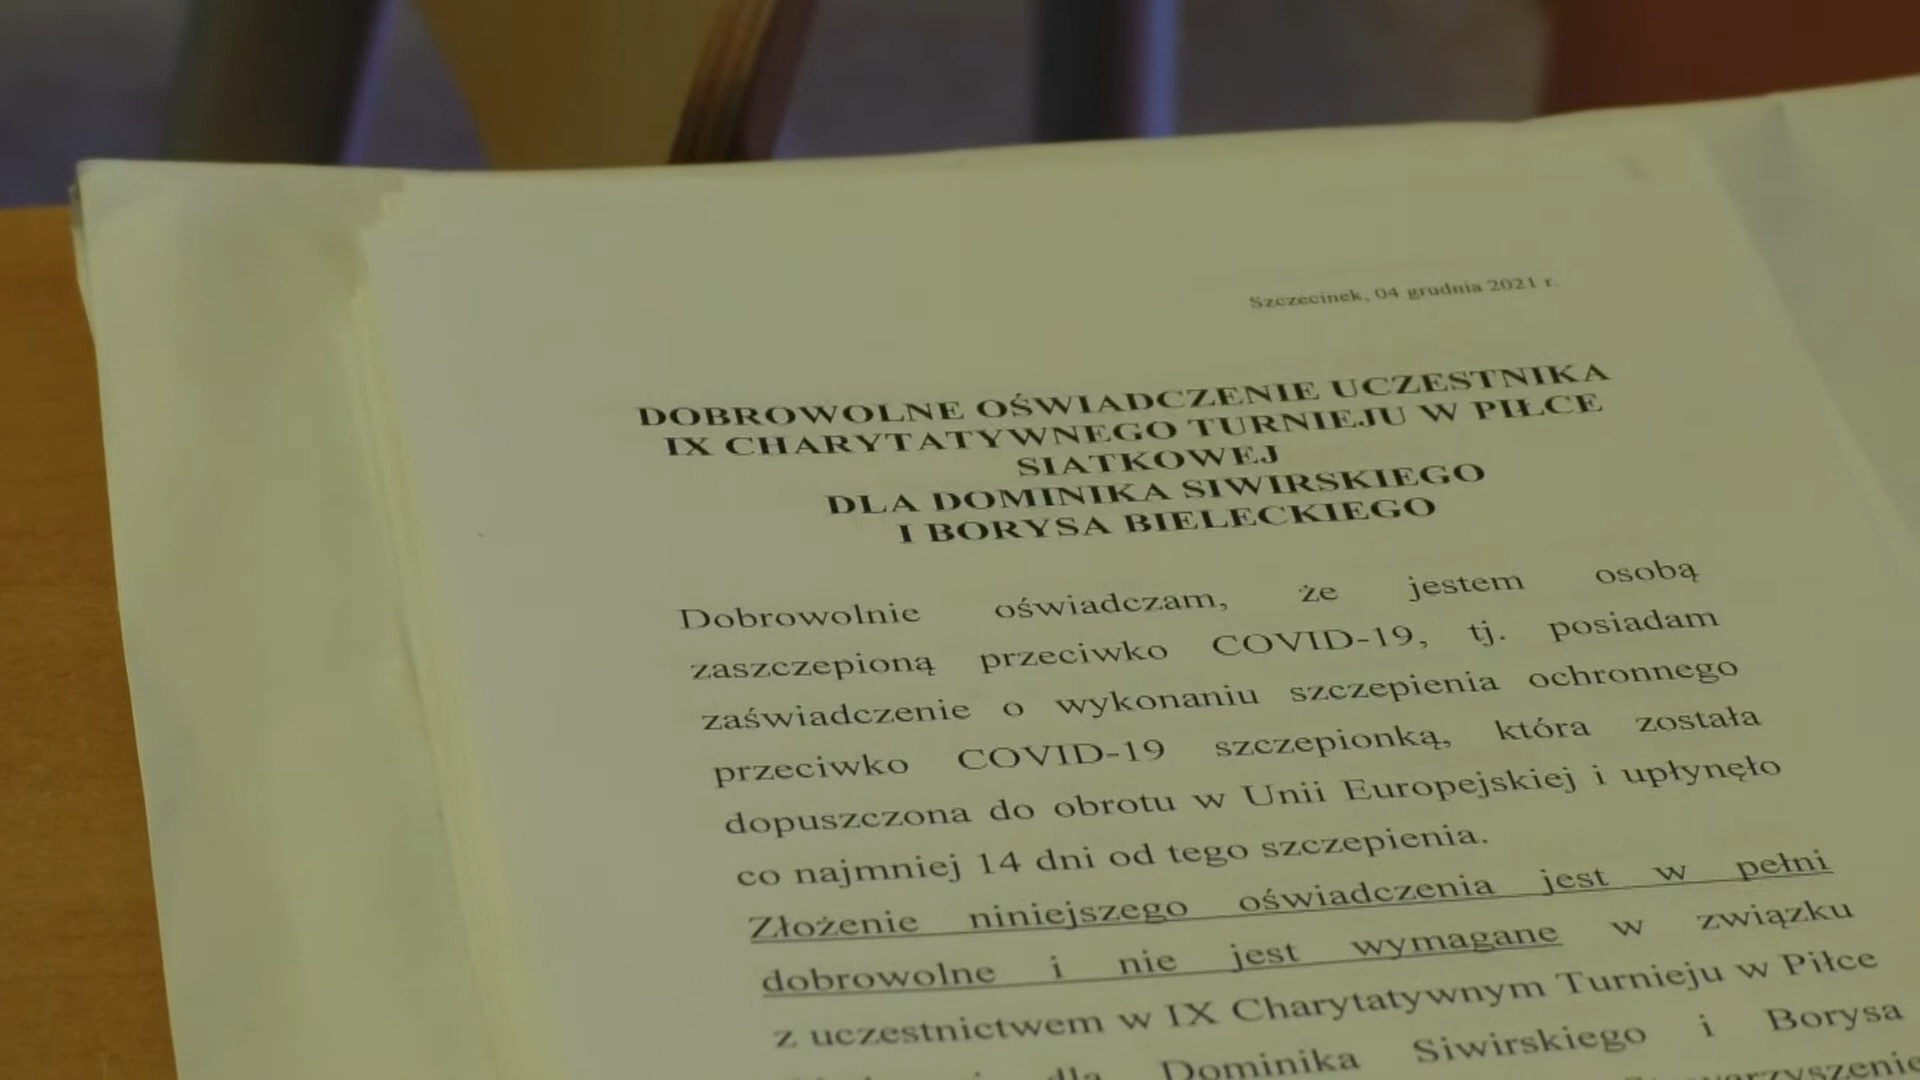 Szczecinek, 04 grudnia 2021 r.
DOBROWOLNE OŚWIADCZENIE UCZESTNIKA
IX CHARYTATYWNEGO TURNIEJU W PIŁCE
SIATKOWEJ
DLA DOMINIKA SIWIRSKIEGO
I BORYSA BIELECKIEGO
Dobrowolnie oświadczam, że jestem osobą
zaszczepioną przeciwko COVID-19, tj. posiadam
zaświadczenie o wykonaniu szczepienia ochronnego
przeciwko COVID-19 szczepionką, która została
dopuszczona do obrotu w Unii Europejskiej i upłynęło
co najmniej 14 dni od tego szczepienia.
Złożenie niniejszego oświadczenia jest w pełni
dobrowolne i nie jest wymagane w związku
z uczestnictwem w IX Charytatywnym Turnieju w Piłce
dla Dominika Siwirskiego i Borysa